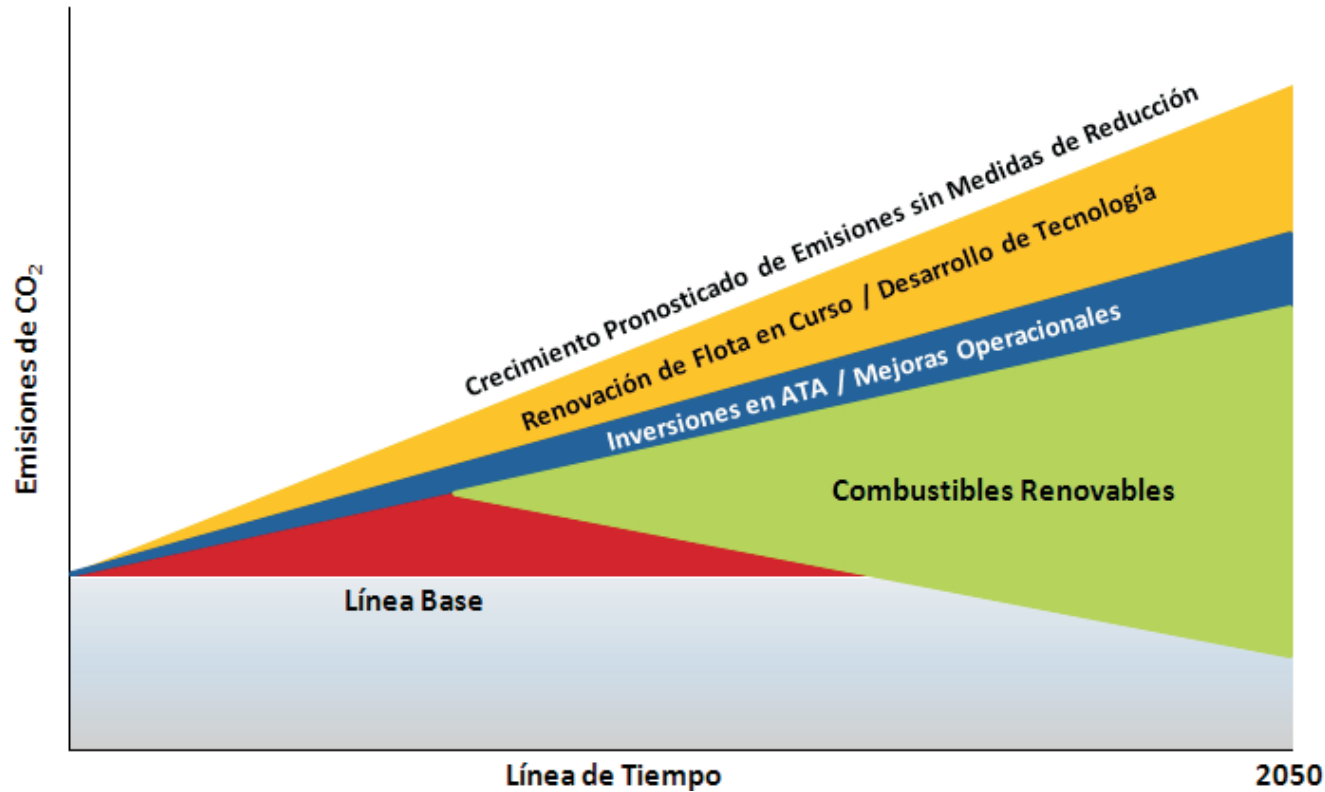 Emisiones de CO₂
Crecimiento Pronosticado de Emisiones sin Medidas de Reducción
Renovación de Flota en Curso / Desarrollo de Tecnología
Inversiones en ATA / Mejoras Operacionales
Combustibles Renovables
Línea Base
Línea de Tiempo
2050